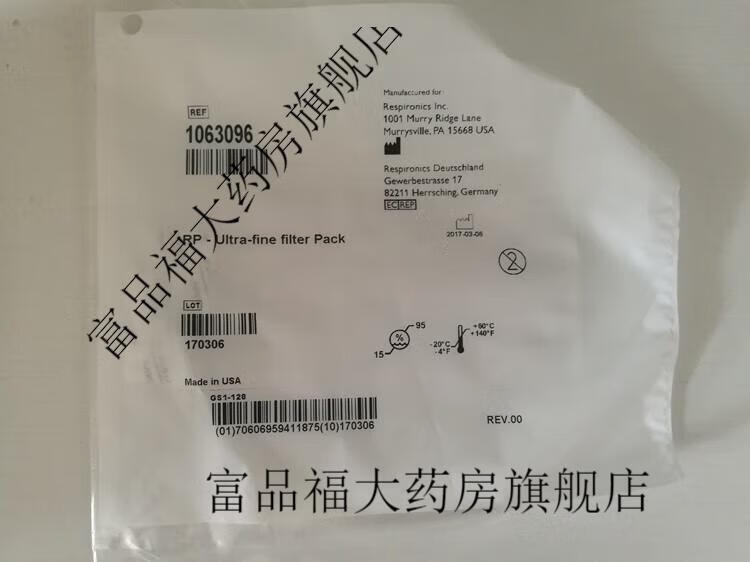 富品福大药房旗舰店
REF
1063096
Manufactured for:
Respironics Inc.
1001 Murry Ridge Lane
Murrysville, PA 15668 USA
Respironics Deutschland
Gewerbestrasse 17
82211 Herrsching, Germany
EC REP
2017-03-06
RP - Ultra-fine filter Pack
2
LOT
170306
95
%
15
+60°C
+140°F
-20°C
-4°F
Made in USA
GS1-128
(01)70606959411875(10)170306
REV.00
富品福大药房旗舰店